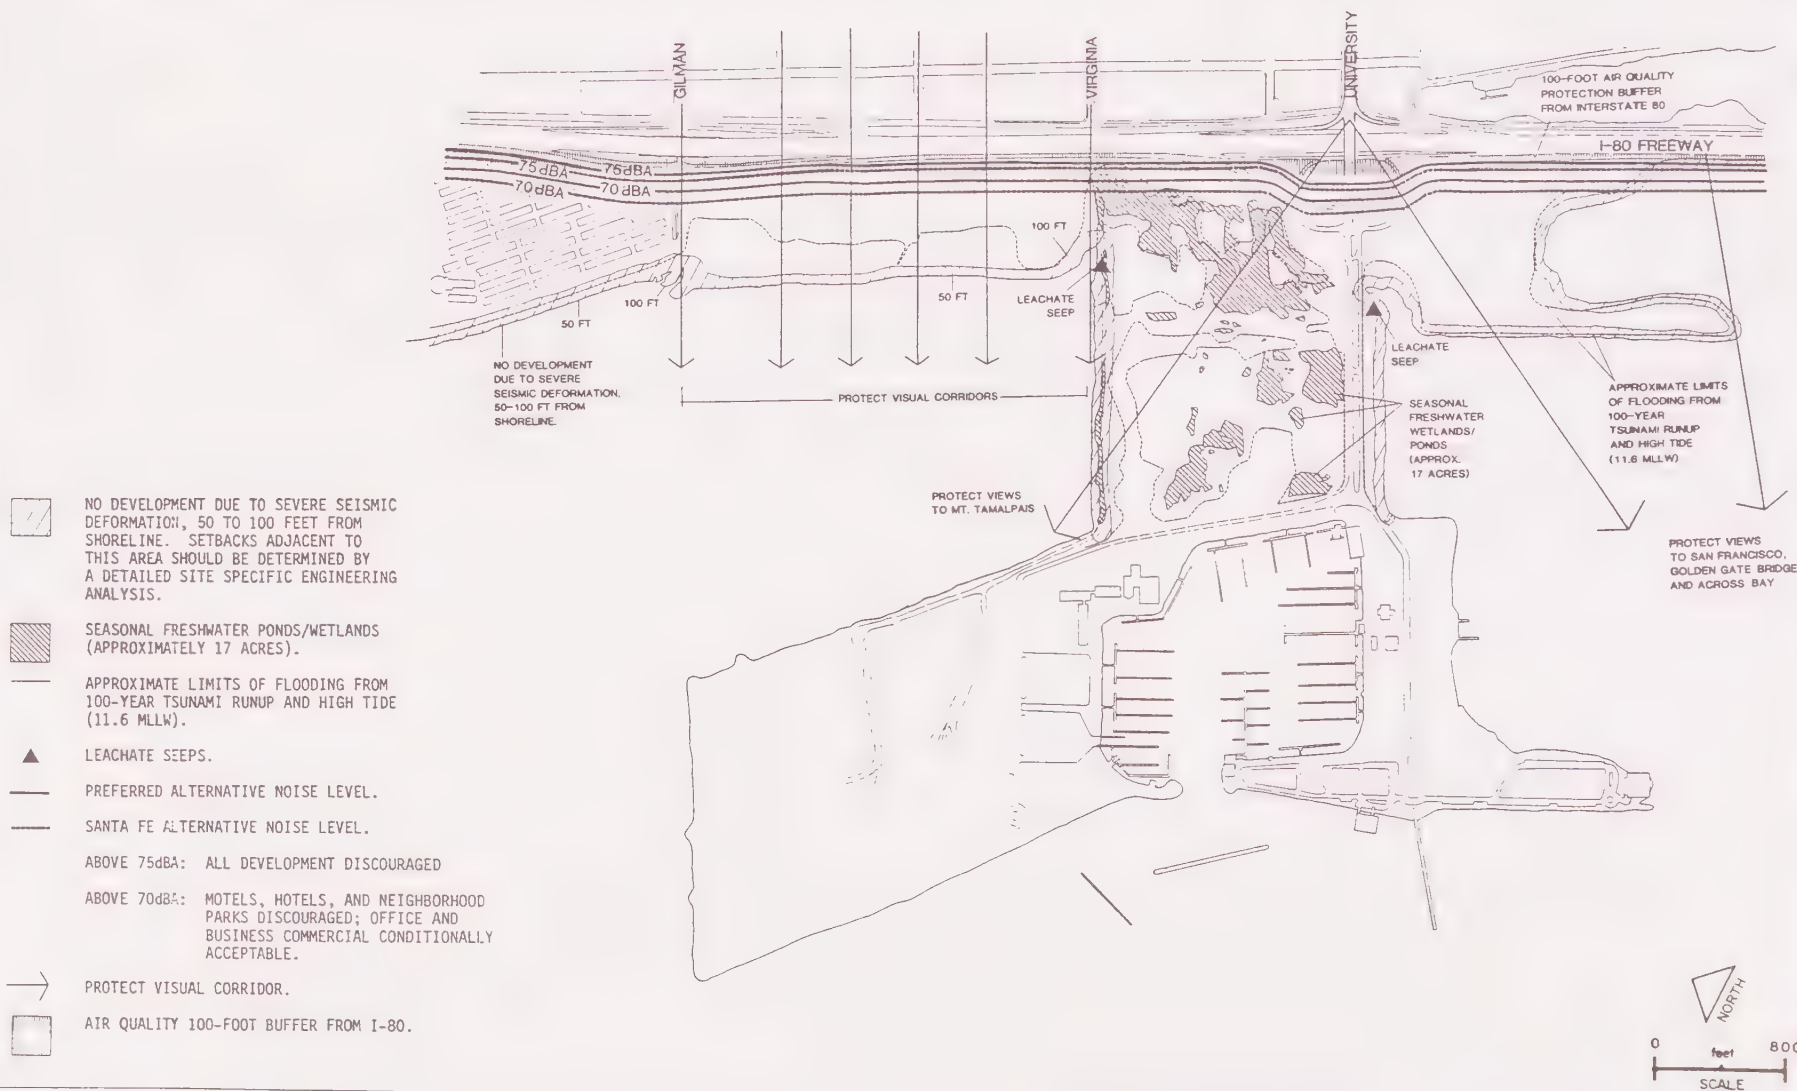 GILMAN
VIRGINIA
UNIVERSITY
100-FOOT AIR QUALITY
PROTECTION BUFFER
FROM INTERSTATE 80
I-80 FREEWAY
75dBA
75dBA
70dBA
70 dBA
100 FT
100 FT
50 FT
50 FT
LEACHATE
SEEP
LEACHATE
SEEP
NO DEVELOPMENT
DUE TO SEVERE
SEISMIC DEFORMATION,
50-100 FT FROM
SHORELINE.
PROTECT VISUAL CORRIDORS
SEASONAL
FRESHWATER
WETLANDS/
PONDS
(APPROX.
17 ACRES)
APPROXIMATE LIMITS
OF FLOODING FROM
100-YEAR
TSUNAMI RUNUP
AND HIGH TIDE
(11.6 MLLW)
PROTECT VIEWS
TO MT. TAMALPAIS
PROTECT VIEWS
TO SAN FRANCISCO,
GOLDEN GATE BRIDGE
AND ACROSS BAY
NO DEVELOPMENT DUE TO SEVERE SEISMIC
DEFORMATION, 50 TO 100 FEET FROM
SHORELINE. SETBACKS ADJACENT TO
THIS AREA SHOULD BE DETERMINED BY
A DETAILED SITE SPECIFIC ENGINEERING
ANALYSIS.
SEASONAL FRESHWATER PONDS/WETLANDS
(APPROXIMATELY 17 ACRES).
APPROXIMATE LIMITS OF FLOODING FROM
100-YEAR TSUNAMI RUNUP AND HIGH TIDE
(11.6 MLLW).
LEACHATE SEEPS.
PREFERRED ALTERNATIVE NOISE LEVEL.
SANTA FE ALTERNATIVE NOISE LEVEL.
ABOVE 75dBA: ALL DEVELOPMENT DISCOURAGED
ABOVE 70dBA: MOTELS, HOTELS, AND NEIGHBORHOOD
PARKS DISCOURAGED; OFFICE AND
BUSINESS COMMERCIAL CONDITIONALLY
ACCEPTABLE.
PROTECT VISUAL CORRIDOR.
AIR QUALITY 100-FOOT BUFFER FROM I-80.
NORTH
0 feet 800
SCALE